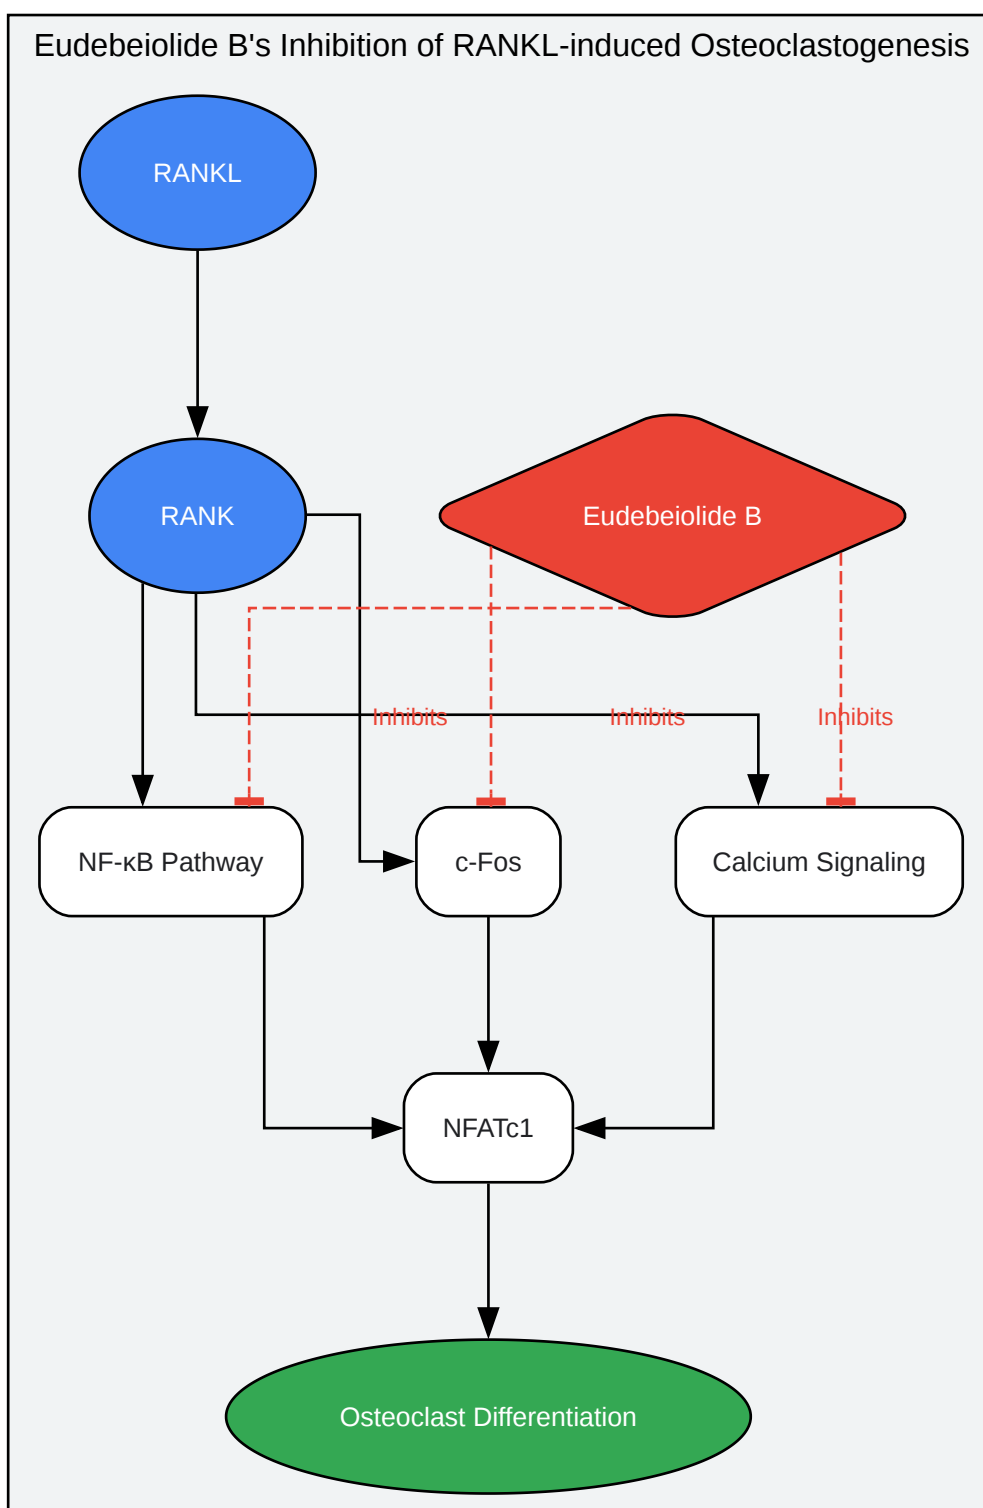 Eudebeiolide B's Inhibition of RANKL-induced Osteoclastogenesis
RANKL
RANK
Eudebeiolide B
Inhibits
Inhibits
Inhibits
NF-κB Pathway
c-Fos
Calcium Signaling
NFATc1
Osteoclast Differentiation